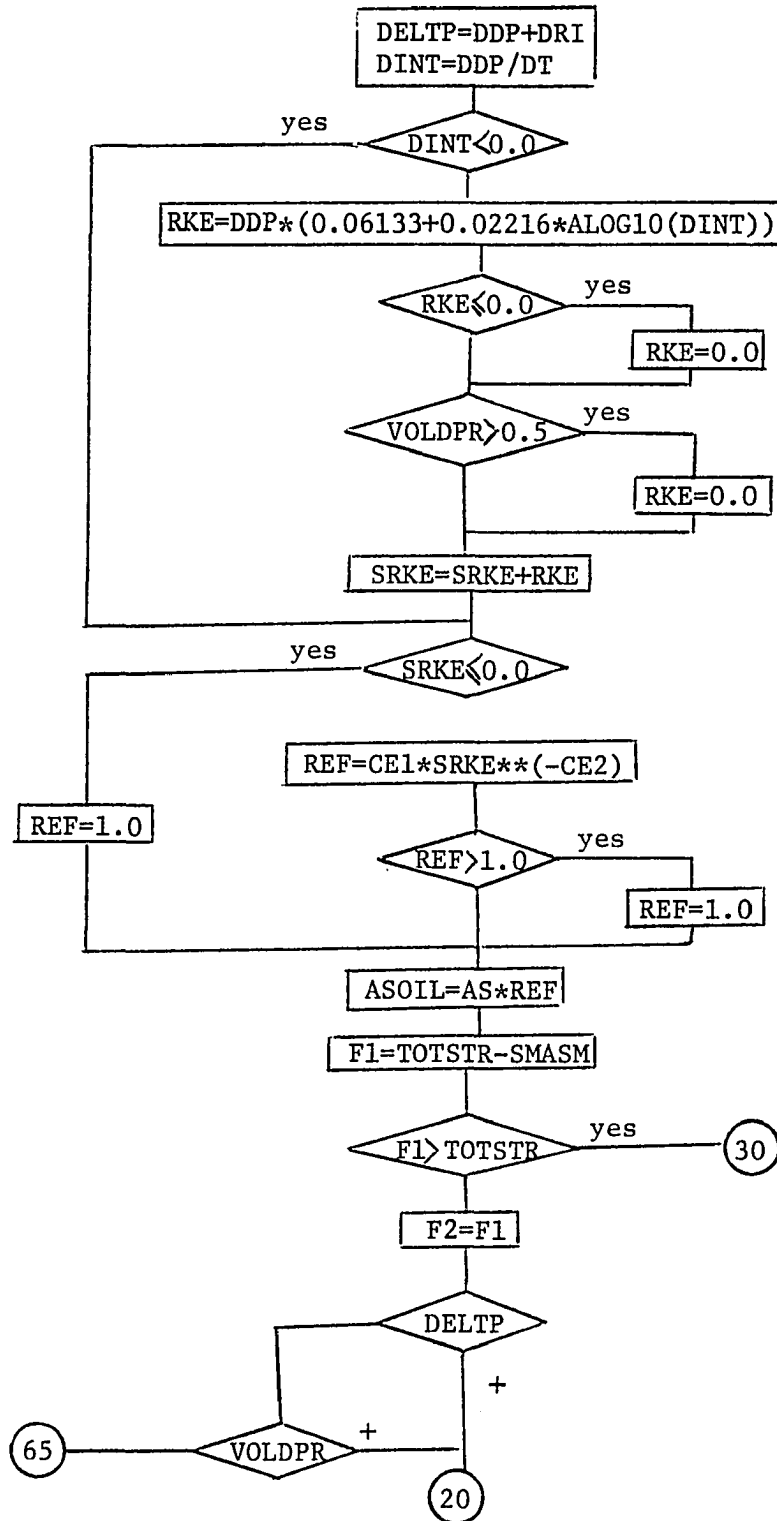 DELTP=DDP+DRI
DINT=DDP/DT
yes
DINT≤0.0
RKE=DDP*(0.06133+0.02216*ALOG10(DINT))
RKE≤0.0
yes
RKE=0.0
VOLDPR>0.5
yes
RKE=0.0
SRKE=SRKE+RKE
yes
SRKE≤0.0
REF=CE1*SRKE**(-CE2)
REF=1.0
REF>1.0
yes
REF=1.0
ASOIL=AS*REF
F1=TOTSTR-SMASM
F1>TOTSTR
yes
30
F2=F1
DELTP
+
65
VOLDPR
+
20